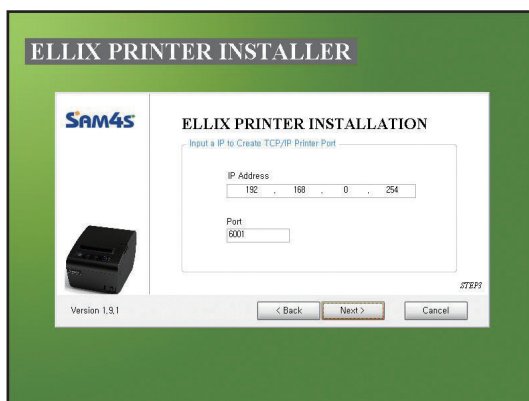 ELLIX PRINTER INSTALLER
SAM4S
ELLIX PRINTER INSTALLATION
Input a IP to Create TCP/IP Printer Port
IP Address
192 . 168 . 0 . 254
Port
6001
STEP3
Version 1.9.1
< Back Next > Cancel